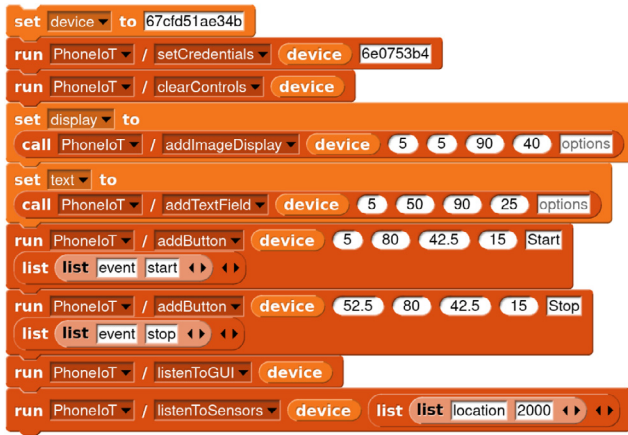 set device to 67cfd51ae34b
run PhoneIoT / setCredentials device 6e0753b4
run PhoneIoT / clearControls device
set display to
call PhoneIoT / addImageDisplay device 5 5 90 40 options
set text to
call PhoneIoT / addTextField device 5 50 90 25 options
run PhoneIoT / addButton device 5 80 42.5 15 Start
list list event start
run PhoneIoT / addButton device 52.5 80 42.5 15 Stop
list list event stop
run PhoneIoT / listenToGUI device
run PhoneIoT / listenToSensors device list list location 2000